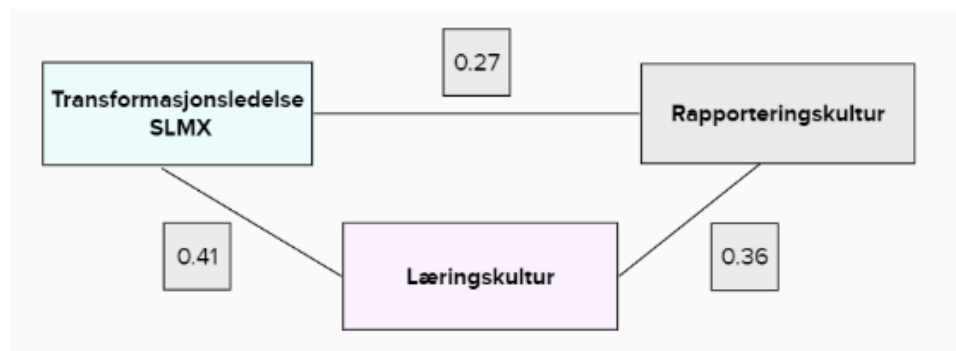 0.27
Transformasjonsledelse
SLMX
Rapporteringskultur
0.41
Læringskultur
0.36